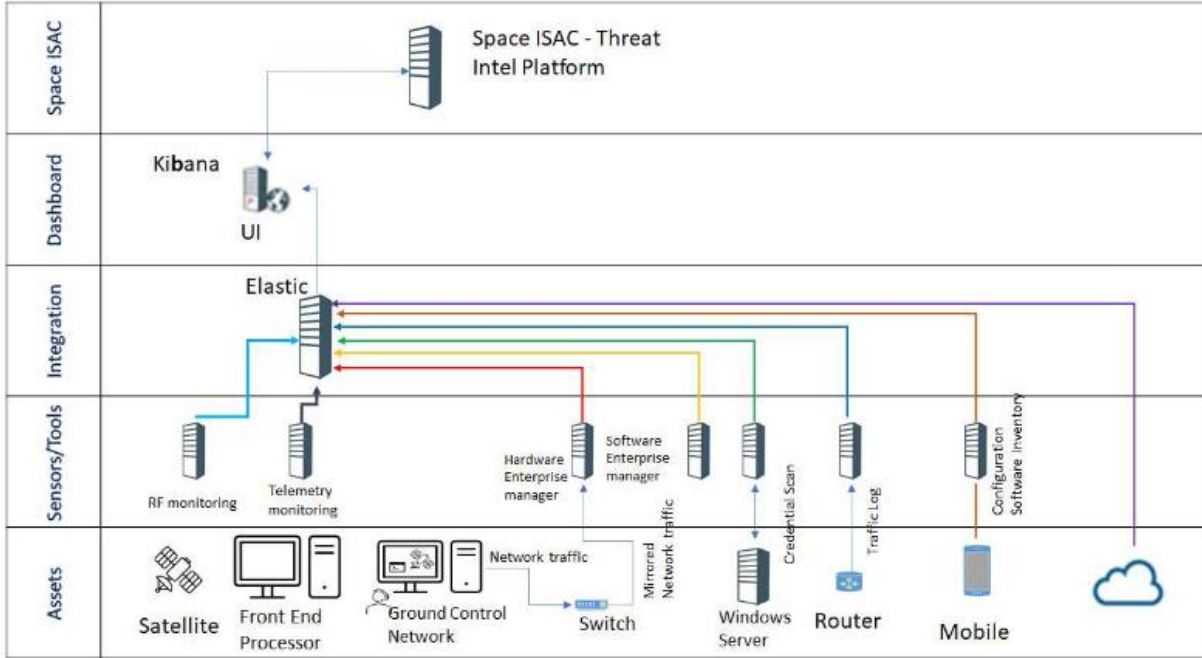 Space ISAC
Space ISAC - Threat
Intel Platform
Dashboard
Kibana
UI
Integration
Elastic
Sensors/Tools
RF monitoring
Telemetry
monitoring
Hardware
Enterprise
manager
Software
Enterprise
manager
Mirrored
Network traffic
Credential Scan
Traffic Log
Configuration
Software Inventory
Assets
Satellite
Front End
Processor
Ground Control
Network
Network traffic
Switch
Windows
Server
Router
Mobile